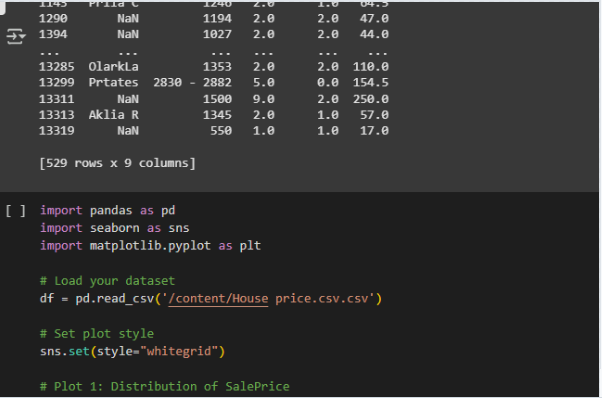 1143 Prila C 1246 2.0 1.0 64.5
1290 NaN 1194 2.0 2.0 47.0
1394 NaN 1027 2.0 2.0 44.0
... ... ... ... ... ...
13285 OlarkLa 1353 2.0 2.0 110.0
13299 Prtates 2830 - 2882 5.0 0.0 154.5
13311 NaN 1500 9.0 2.0 250.0
13313 Aklia R 1345 2.0 1.0 57.0
13319 NaN 550 1.0 1.0 17.0
[529 rows x 9 columns]
[ ] import pandas as pd
import seaborn as sns
import matplotlib.pyplot as plt
# Load your dataset
df = pd.read_csv('/content/House price.csv.csv')
# Set plot style
sns.set(style="whitegrid")
# Plot 1: Distribution of SalePrice